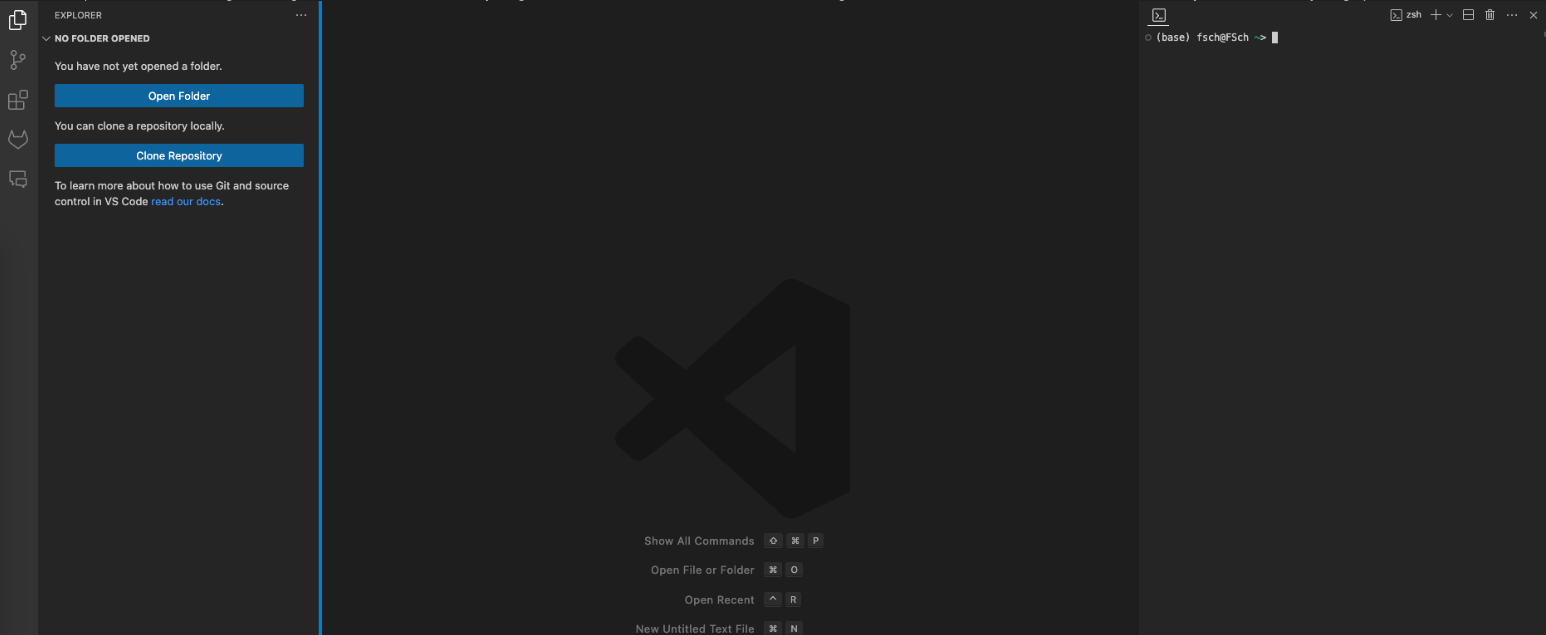 EXPLORER
NO FOLDER OPENED
You have not yet opened a folder.
Open Folder
You can clone a repository locally.
Clone Repository
To learn more about how to use Git and source
control in VS Code read our docs.
Show All Commands ⇧ ⌘ P
Open File or Folder ⌘ O
Open Recent ^ R
New Untitled Text File ⌘ N
zsh
(base) fsch@FSch ~>